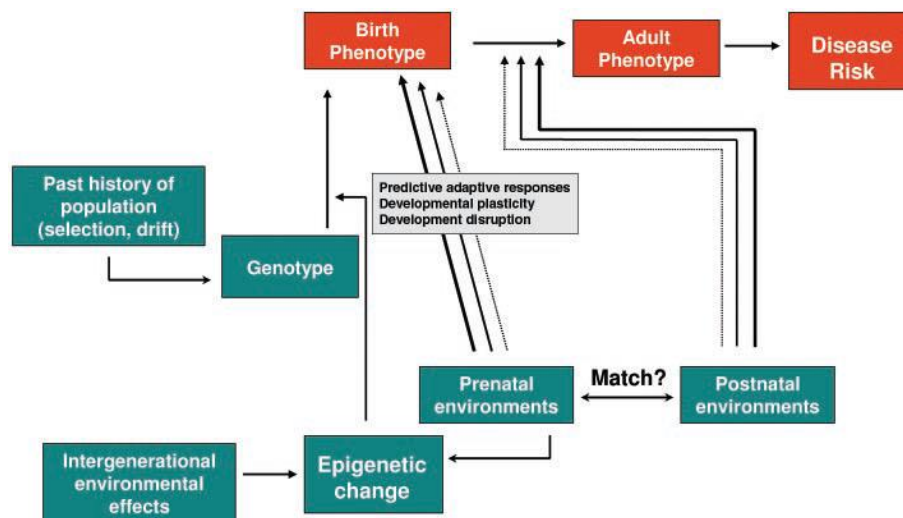 Birth
Phenotype
Adult
Phenotype
Disease
Risk
Past history of
population
(selection, drift)
Predictive adaptive responses
Developmental plasticity
Development disruption
Genotype
Prenatal
environments
Match?
Postnatal
environments
Intergenerational
environmental
effects
Epigenetic
change